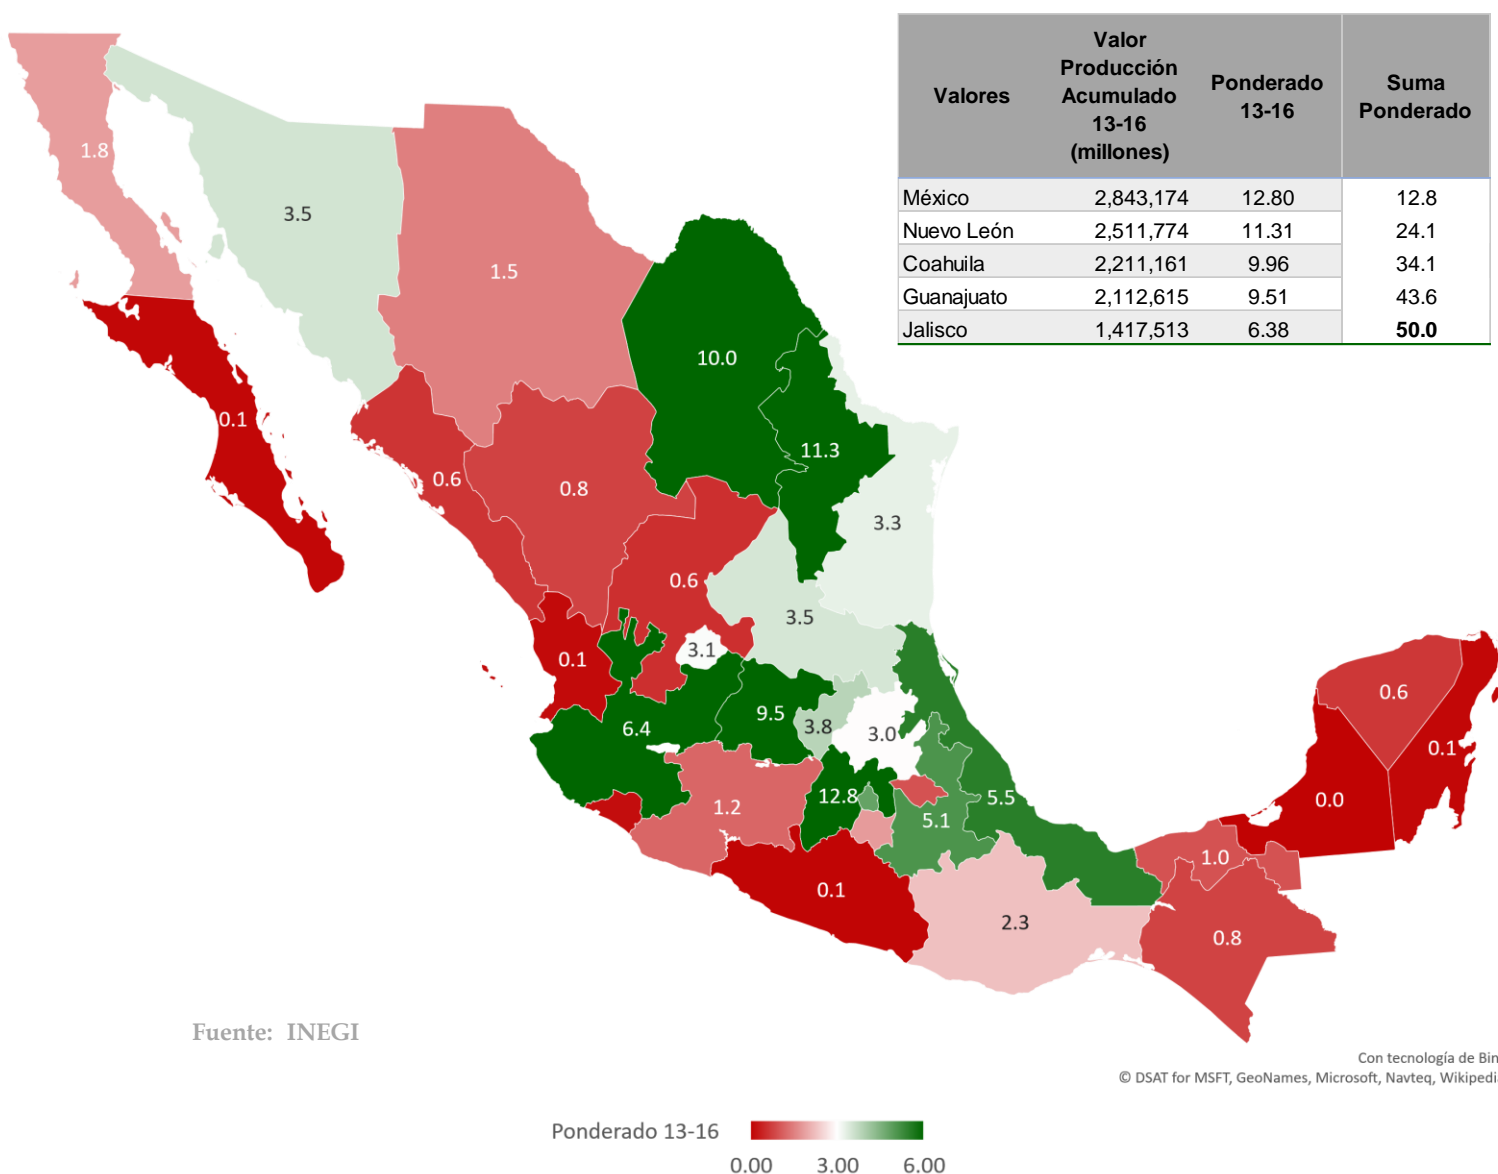 Valores
Valor
Producción
Acumulado
13-16
(millones)
Ponderado
13-16
Suma
Ponderado
México 2,843,174 12.80 12.8
Nuevo León 2,511,774 11.31 24.1
Coahuila 2,211,161 9.96 34.1
Guanajuato 2,112,615 9.51 43.6
Jalisco 1,417,513 6.38 50.0
1.8
3.5
1.5
10.0
0.1
11.3
0.6
0.8
3.3
0.6
3.5
0.1
3.1
6.4
9.5
3.8
3.0
0.6
0.1
1.2
12.8
5.1
5.5
0.0
0.1
1.0
2.3
0.8
Fuente: INEGI
Con tecnología de Bin
© DSAT for MSFT, GeoNames, Microsoft, Navteq, Wikipedi
Ponderado 13-16
0.00 3.00 6.00